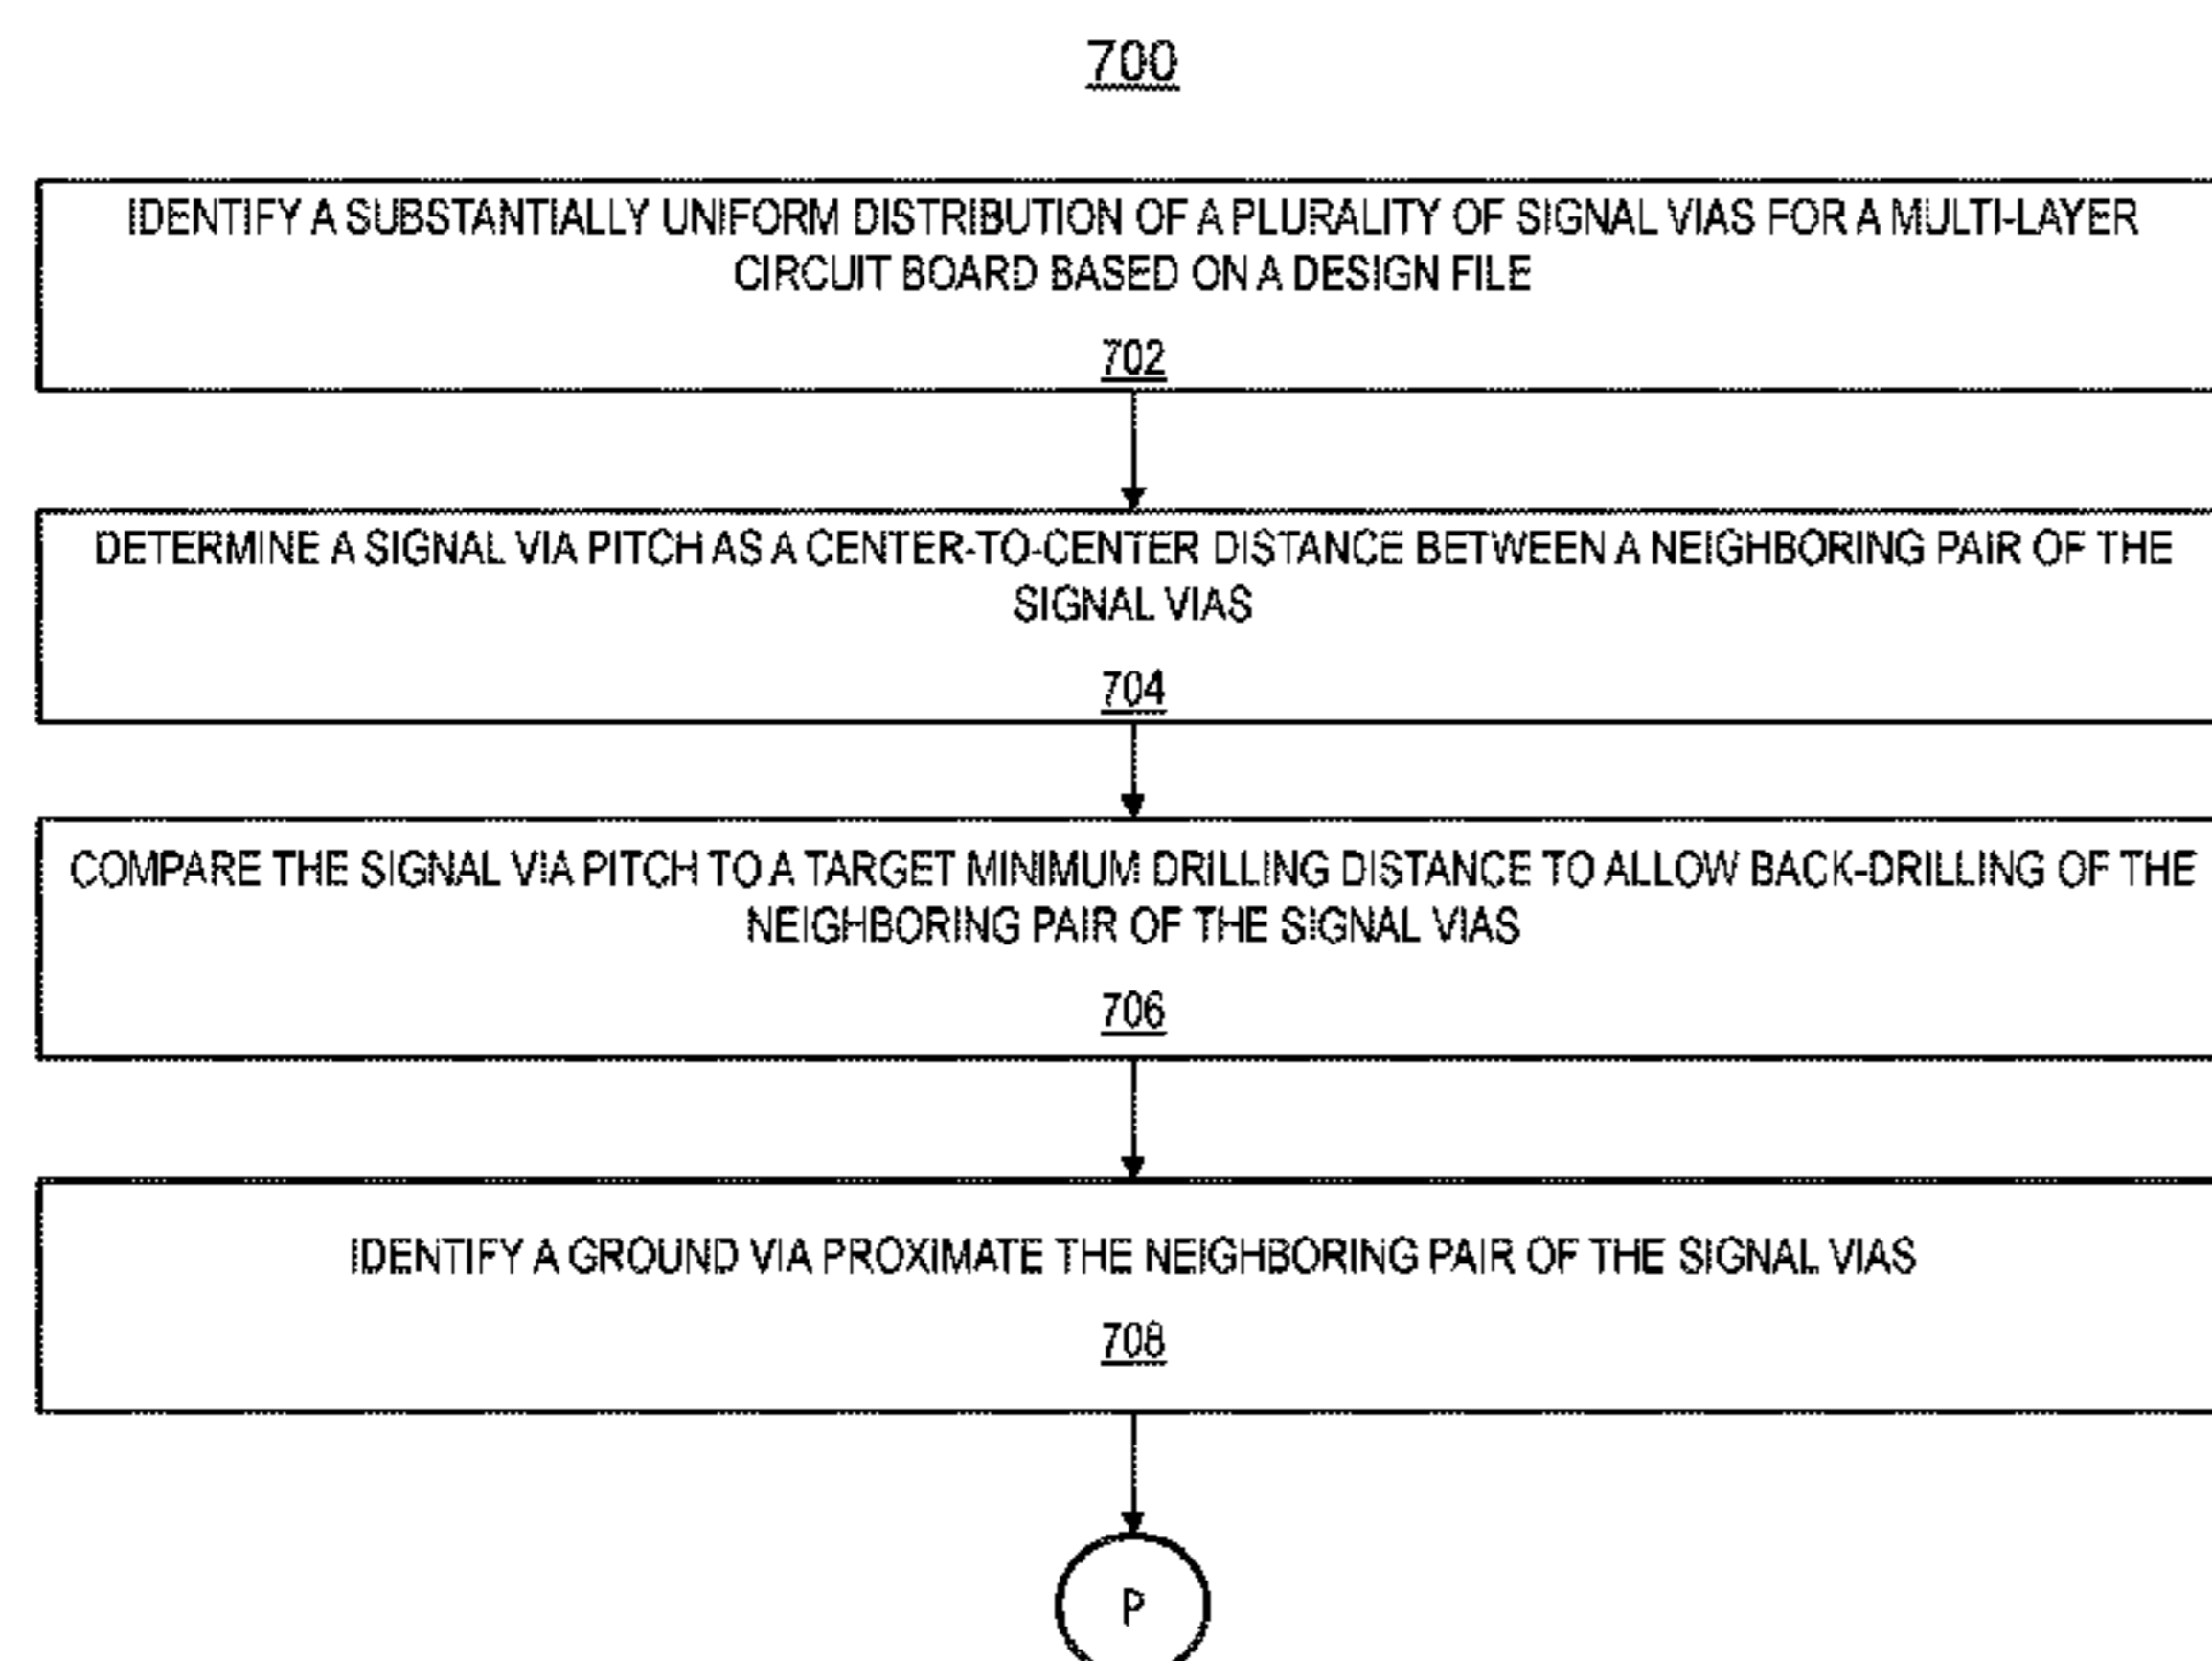 700
IDENTIFY A SUBSTANTIALLY UNIFORM DISTRIBUTION OF A PLURALITY OF SIGNAL VIAS FOR A MULTI-LAYER
CIRCUIT BOARD BASED ON A DESIGN FILE
702
DETERMINE A SIGNAL VIA PITCH AS A CENTER-TO-CENTER DISTANCE BETWEEN A NEIGHBORING PAIR OF THE
SIGNAL VIAS
704
COMPARE THE SIGNAL VIA PITCH TO A TARGET MINIMUM DRILLING DISTANCE TO ALLOW BACK-DRILLING OF THE
NEIGHBORING PAIR OF THE SIGNAL VIAS
706
IDENTIFY A GROUND VIA PROXIMATE THE NEIGHBORING PAIR OF THE SIGNAL VIAS
708
P